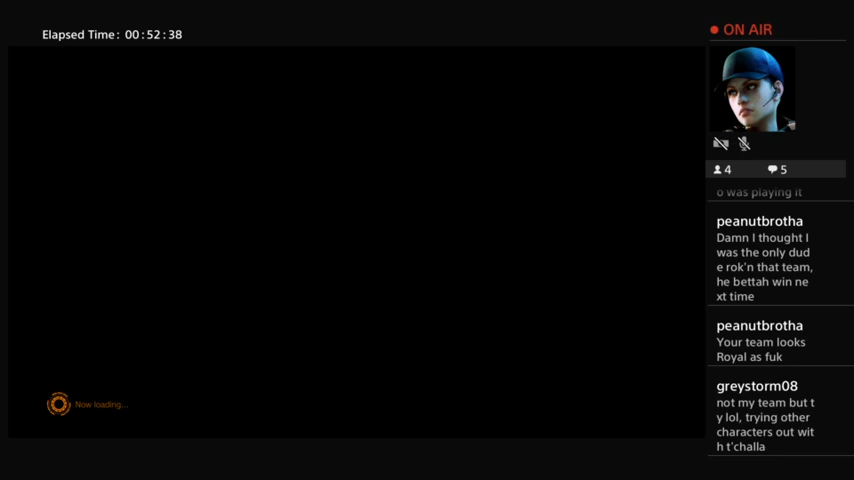 Elapsed Time: 00:52:38
ON AIR
4
5
o was playing it
peanutbrotha
Damn I thought I
was the only dud
e rok'n that team,
he bettah win ne
xt time
peanutbrotha
Your team looks
Royal as fuk
greystorm08
not my team but t
y lol, trying other
characters out wit
h t'challa
Now loading...